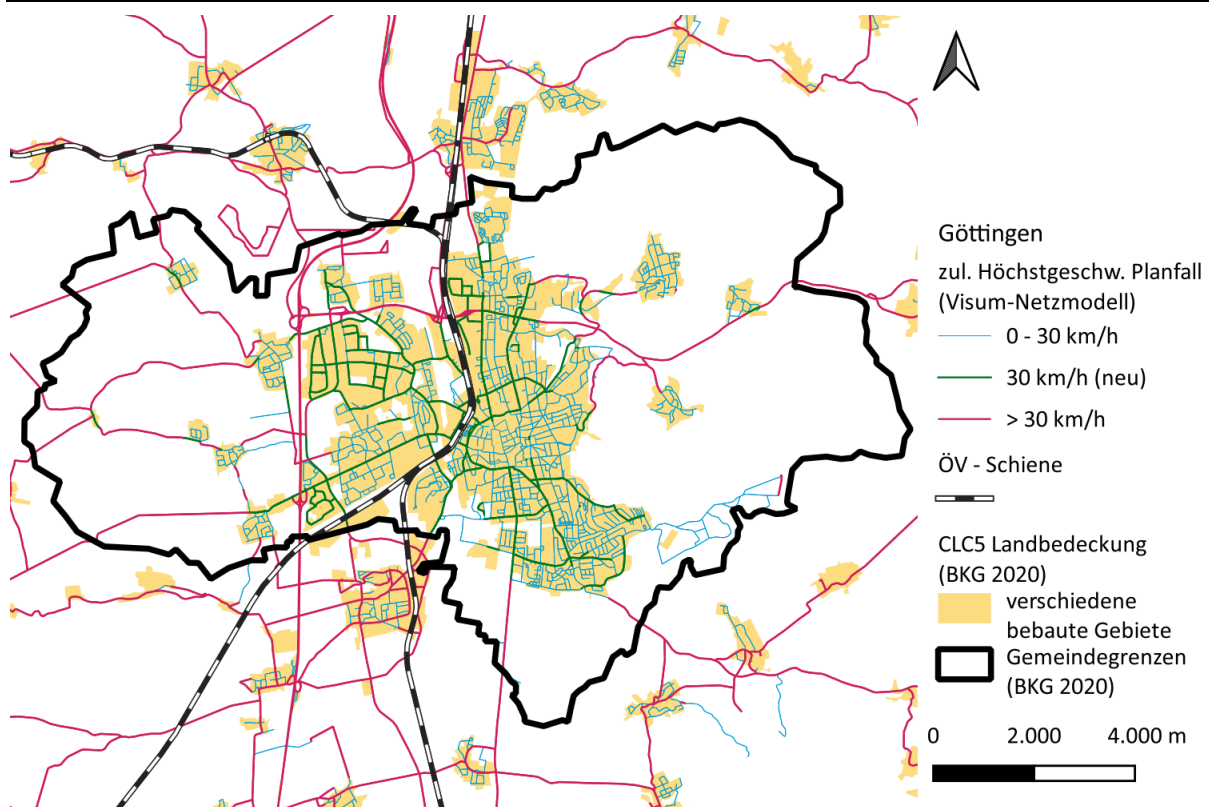 Göttingen
zul. Höchstgeschw. Planfall
(Visum-Netzmodell)
0 - 30 km/h
30 km/h (neu)
> 30 km/h
ÖV - Schiene
CLC5 Landbedeckung
(BKG 2020)
verschiedene
bebaute Gebiete
Gemeindegrenzen
(BKG 2020)
0 2.000 4.000 m